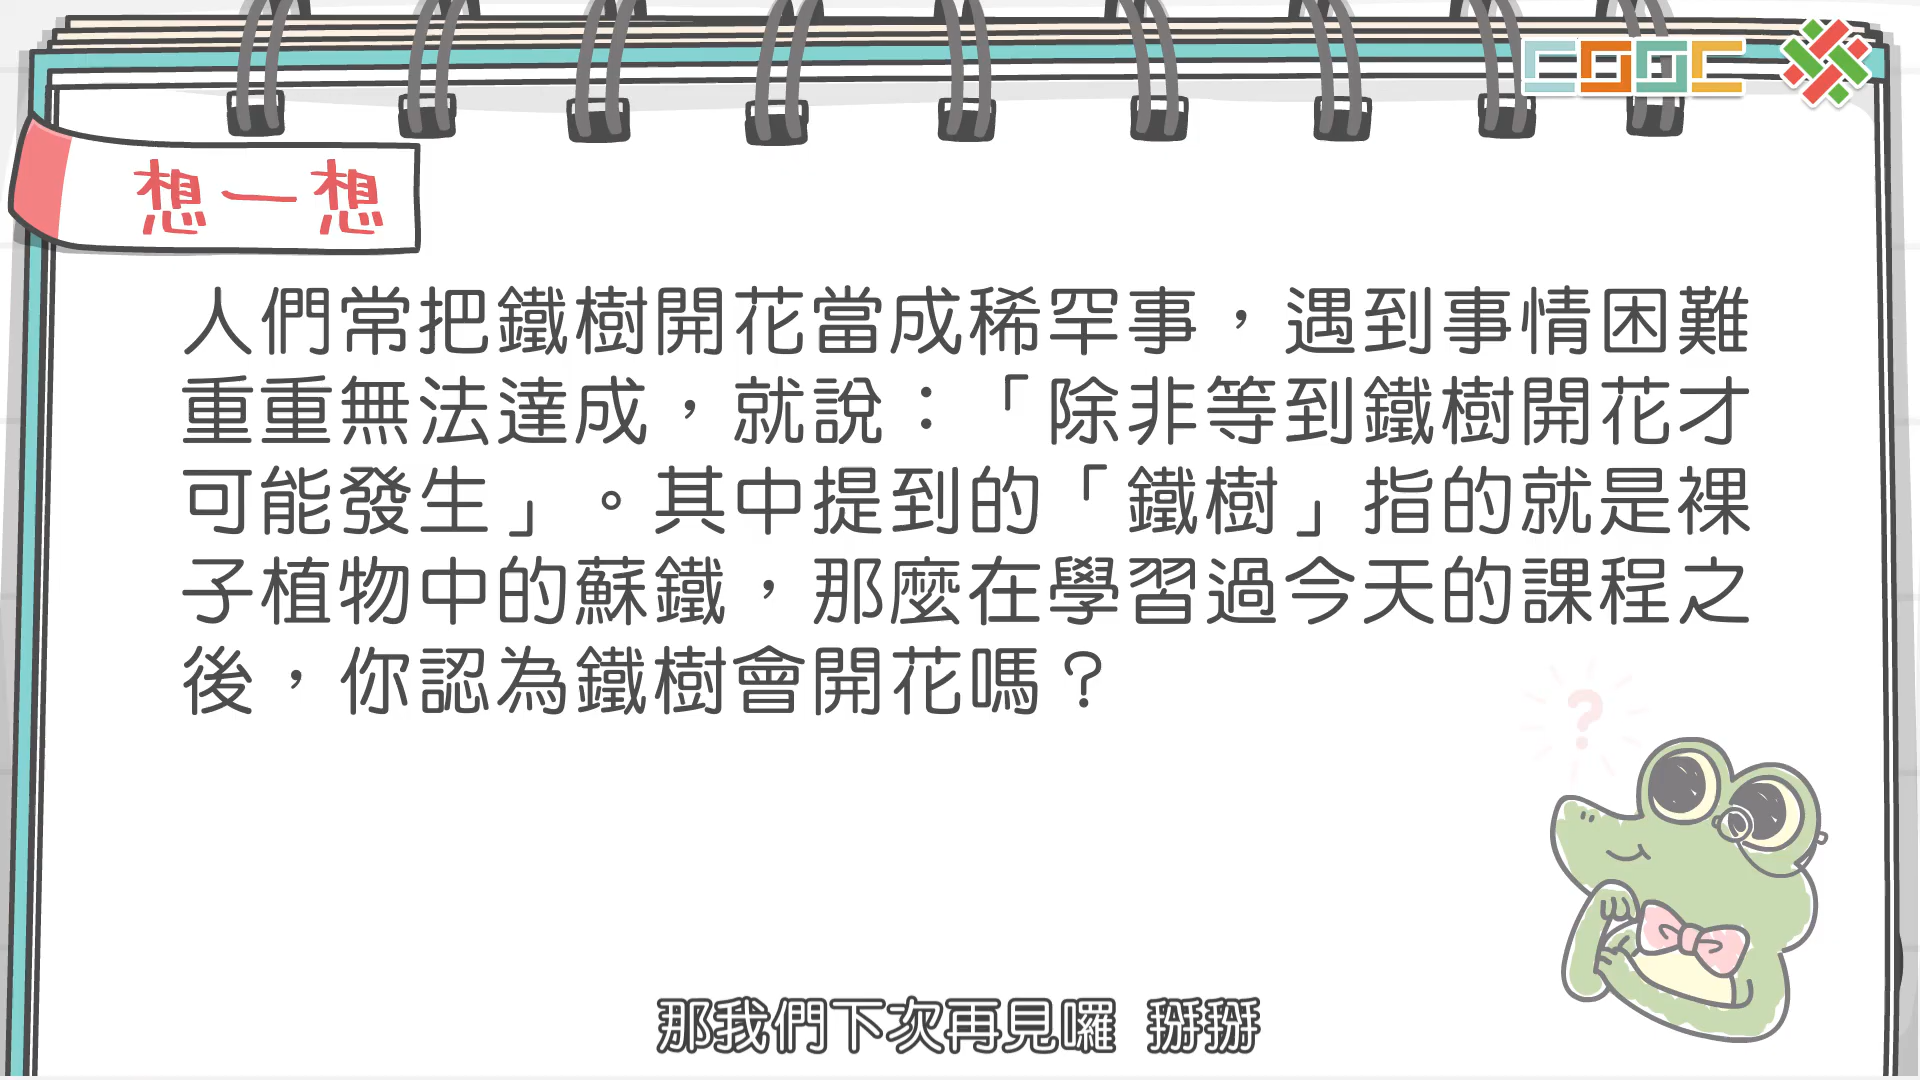 COOC
想一想
人們常把鐵樹開花當成稀罕事，遇到事情困難
重重無法達成，就說：「除非等到鐵樹開花才
可能發生」。其中提到的「鐵樹」指的就是裸
子植物中的蘇鐵，那麼在學習過今天的課程之
後，你認為鐵樹會開花嗎？
?
那我們下次再見囉 掰掰